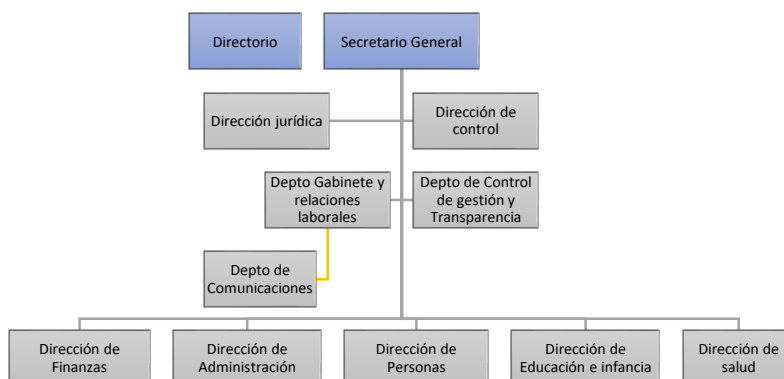 Directorio
Secretario General
Dirección jurídica
Dirección de
control
Depto Gabinete y
relaciones
laborales
Depto de Control
de gestión y
Transparencia
Depto de
Comunicaciones
Dirección de
Finanzas
Dirección de
Administración
Dirección de
Personas
Dirección de
Educación e infancia
Dirección de
salud